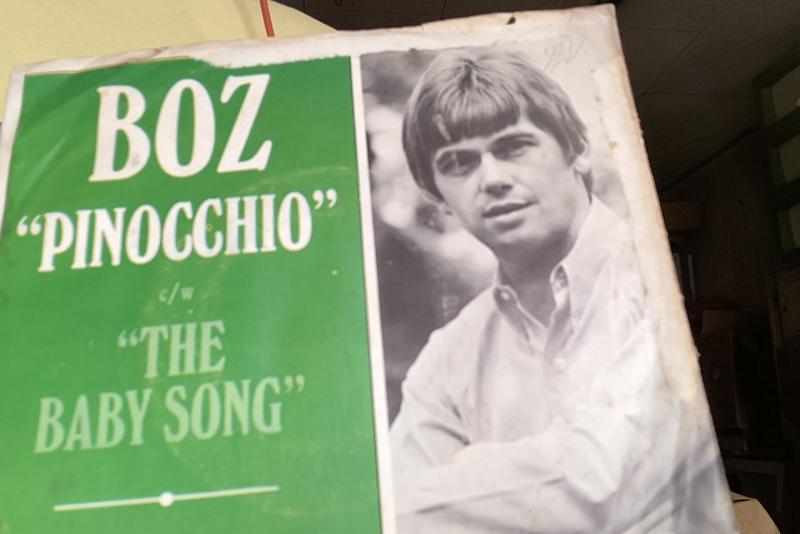 BOZ
“PINOCCHIO”
c/w
“THE
BABY SONG”